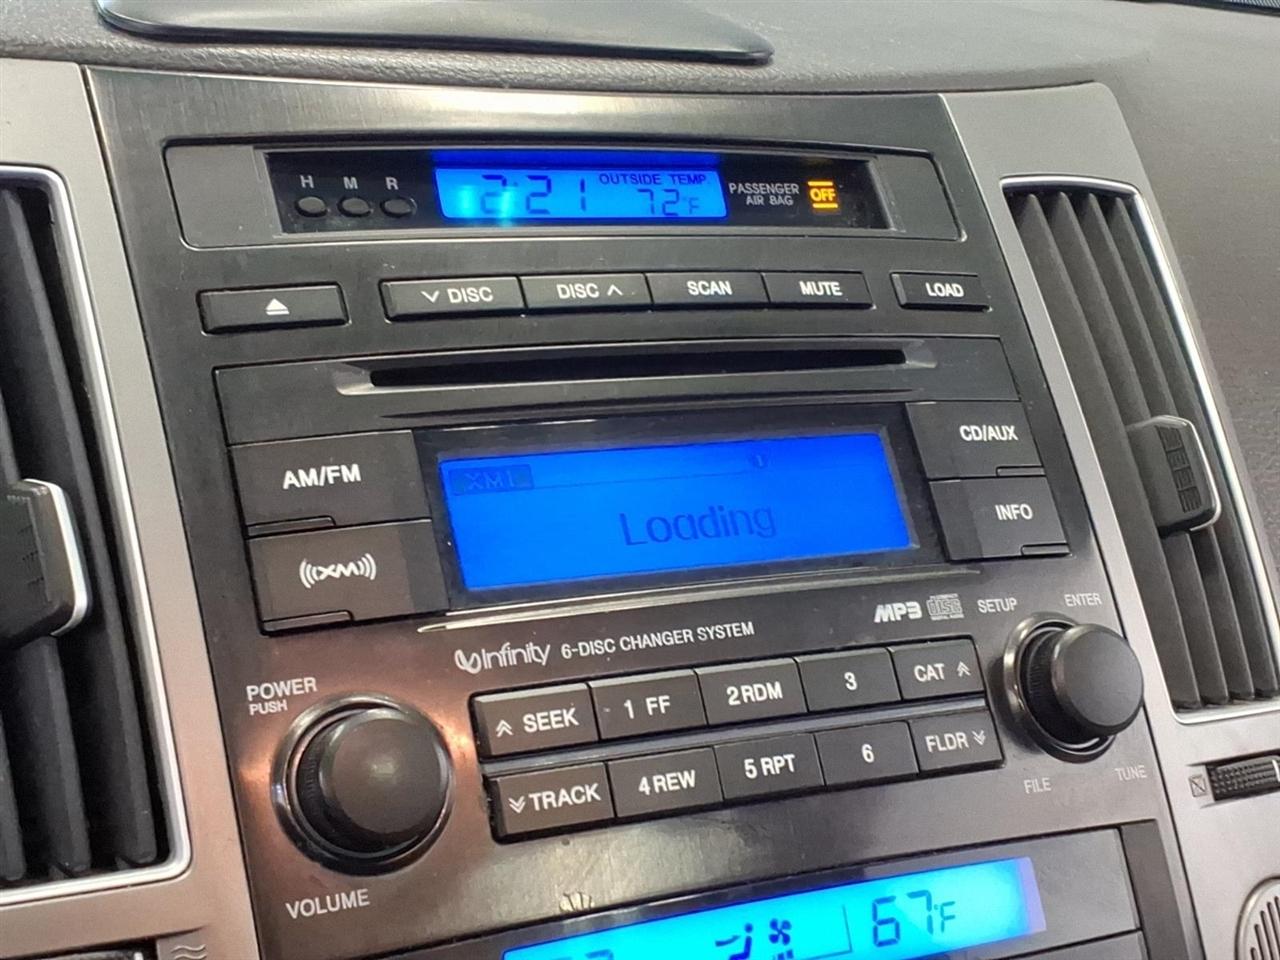 H M R
2:21 OUTSIDE TEMP.
72°F
PASSENGER
AIR BAG
OFF
DISC
DISC
SCAN
MUTE
LOAD
AM/FM
XM1
CD/AUX
Loading
INFO
XM
MP3
DISC
SETUP
ENTER
Infinity 6-DISC CHANGER SYSTEM
POWER
PUSH
SEEK
1 FF
2 RDM
3
CAT
TRACK
4 REW
5 RPT
6
FLDR
FILE
TUNE
VOLUME
67°F